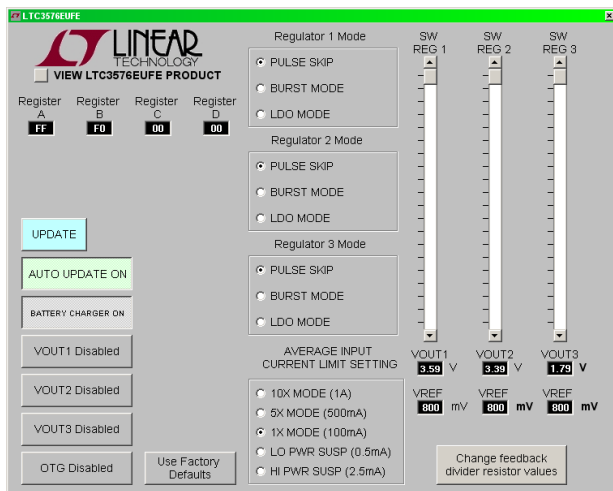 LTC3576EUFE
LINEAR
TECHNOLOGY
VIEW LTC3576EUFE PRODUCT
Register A
Register B
Register C
Register D
FF
F0
00
00
UPDATE
AUTO UPDATE ON
BATTERY CHARGER ON
VOUT1 Disabled
VOUT2 Disabled
VOUT3 Disabled
OTG Disabled
Use Factory
Defaults
Regulator 1 Mode
PULSE SKIP
BURST MODE
LDO MODE
Regulator 2 Mode
PULSE SKIP
BURST MODE
LDO MODE
Regulator 3 Mode
PULSE SKIP
BURST MODE
LDO MODE
AVERAGE INPUT
CURRENT LIMIT SETTING
10X MODE (1A)
5X MODE (500mA)
1X MODE (100mA)
LO PWR SUSP (0.5mA)
HI PWR SUSP (2.5mA)
SW
REG 1
SW
REG 2
SW
REG 3
VOUT1
3.59 V
VOUT2
3.39 V
VOUT3
1.79 V
VREF
800 mV
VREF
800 mV
VREF
800 mV
Change feedback
divider resistor values